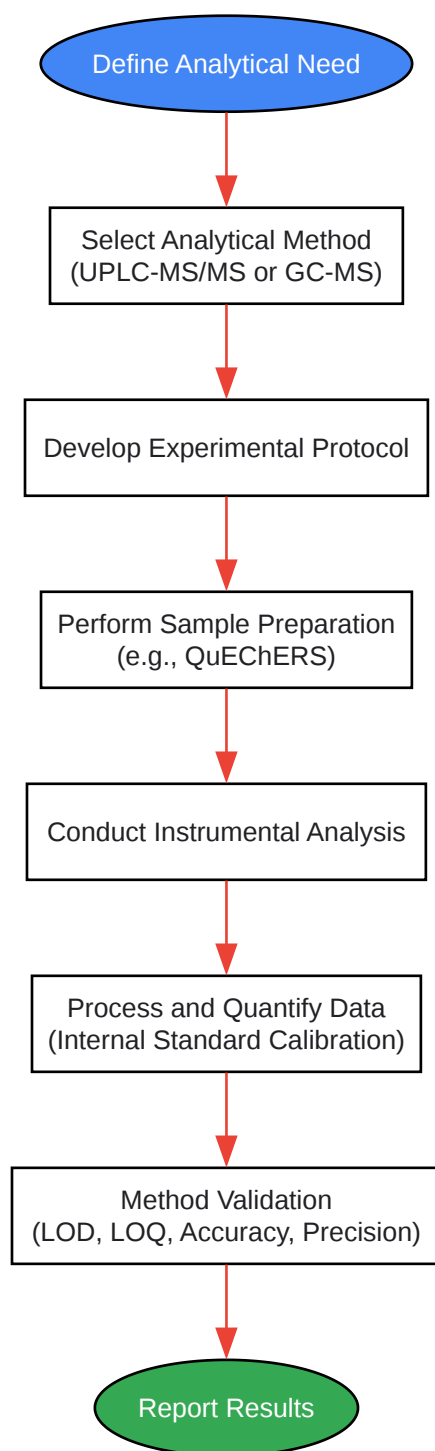 Define Analytical Need
Select Analytical Method
(UPLC-MS/MS or GC-MS)
Develop Experimental Protocol
Perform Sample Preparation
(e.g., QuEChERS)
Conduct Instrumental Analysis
Process and Quantify Data
(Internal Standard Calibration)
Method Validation
(LOD, LOQ, Accuracy, Precision)
Report Results